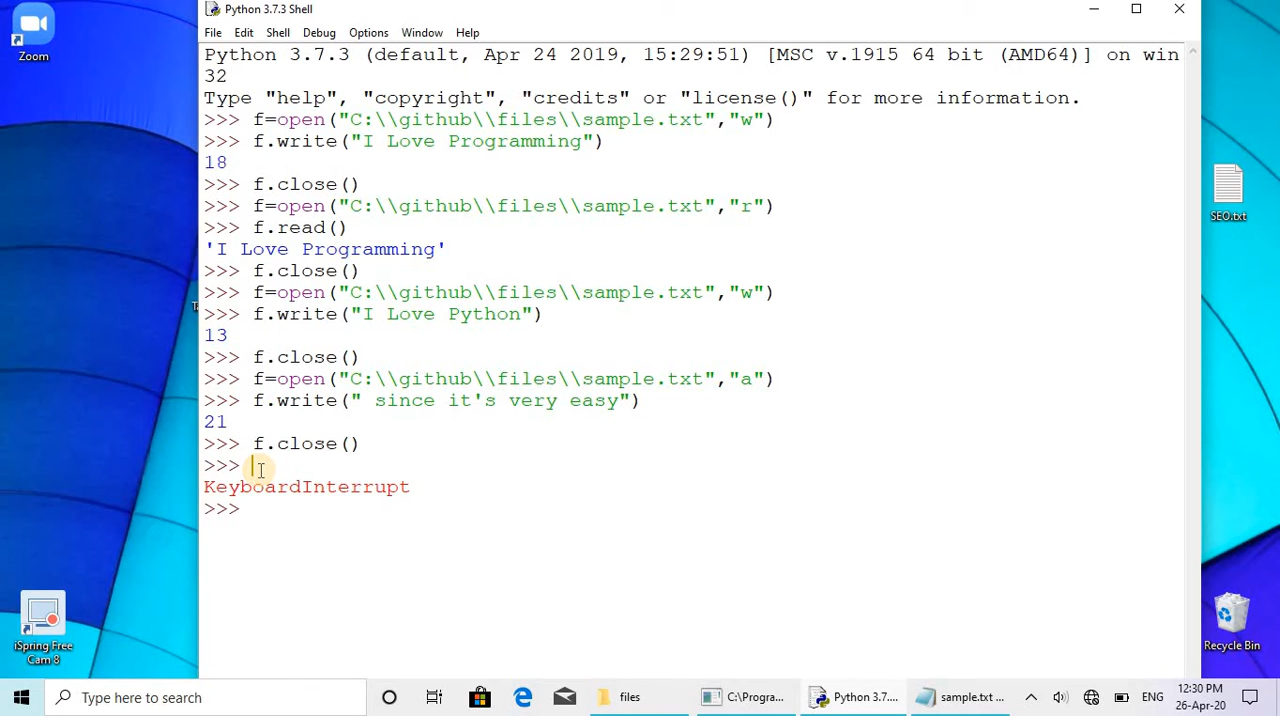 Zoom
Python 3.7.3 Shell
File Edit Shell Debug Options Window Help
Python 3.7.3 (default, Apr 24 2019, 15:29:51) [MSC v.1915 64 bit (AMD64)] on win
32
Type "help", "copyright", "credits" or "license()" for more information.
>>> f=open("C:\\github\\files\\sample.txt","w")
>>> f.write("I Love Programming")
18
>>> f.close()
>>> f=open("C:\\github\\files\\sample.txt","r")
>>> f.read()
'I Love Programming'
>>> f.close()
>>> f=open("C:\\github\\files\\sample.txt","w")
>>> f.write("I Love Python")
13
>>> f.close()
>>> f=open("C:\\github\\files\\sample.txt","a")
>>> f.write(" since it's very easy")
21
>>> f.close()
>>>
KeyboardInterrupt
>>>
SEO.txt
iSpring Free
Cam 8
Recycle Bin
Type here to search
files
C:\Progra...
Python 3.7....
sample.txt ...
ENG
12:30 PM
26-Apr-20